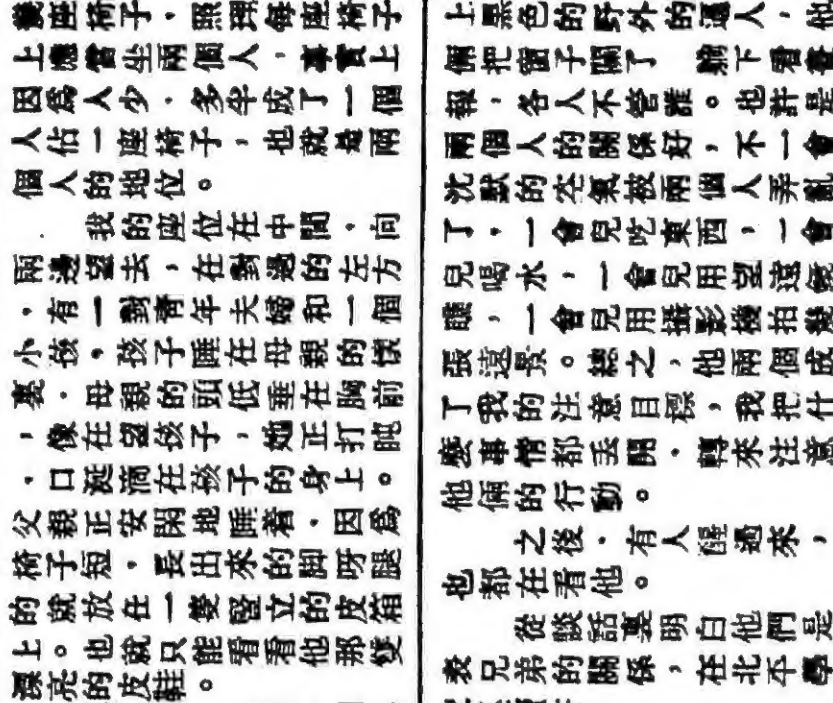 幾座椅子，照理每座椅子
上應當坐兩個人，事實上
因爲人少，多半成了一個
人佔一座椅子，也就是兩
個人的地位。
我的座位在中間，向
兩邊望去，在對過的左方
，有一對靑年夫婦和一個
小孩。孩子睡在母親的懷
裏，母親的頭低垂在胸前
，像在望孩子，她正打盹
，口涎滴在孩子的身上。
父親正安閑地睡着，因爲
椅子短，長出來的脚呀腿
的就放在一隻豎立的皮箱
上。也就只能看看他那雙
漂亮的皮鞋。
上黑色的野外的邊人，他
倆把窗子關了 躺下看書
報，各人不管誰。也許是
兩個人的關係好，不一會
沈默的空氣被兩個人弄亂
了，一會兒吃東西，一會
兒喝水，一會兒用望遠鏡
瞧，一會兒用攝影機拍幾
張遠景。總之，他兩個成
了我的注意目標，我把什
麼事情都丟開，轉來注意
他倆的行動。
之後，有人醒過來，
也都在看他。
從談話裏明白他們是
表兄弟的關係，在北平學